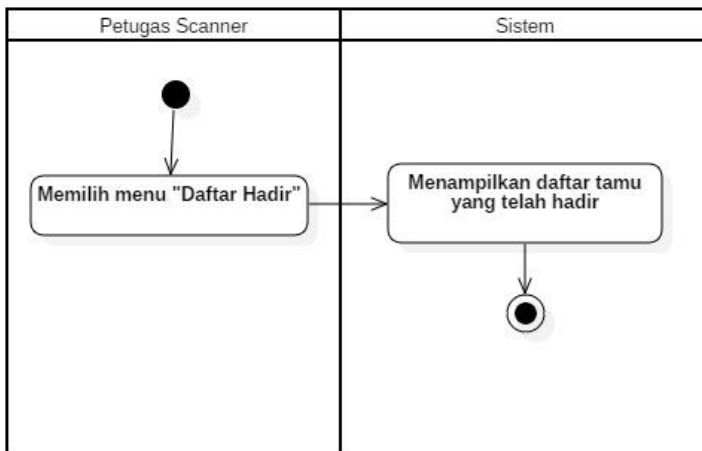 Petugas Scanner
Sistem
Memilih menu "Daftar Hadir"
Menampilkan daftar tamu
yang telah hadir